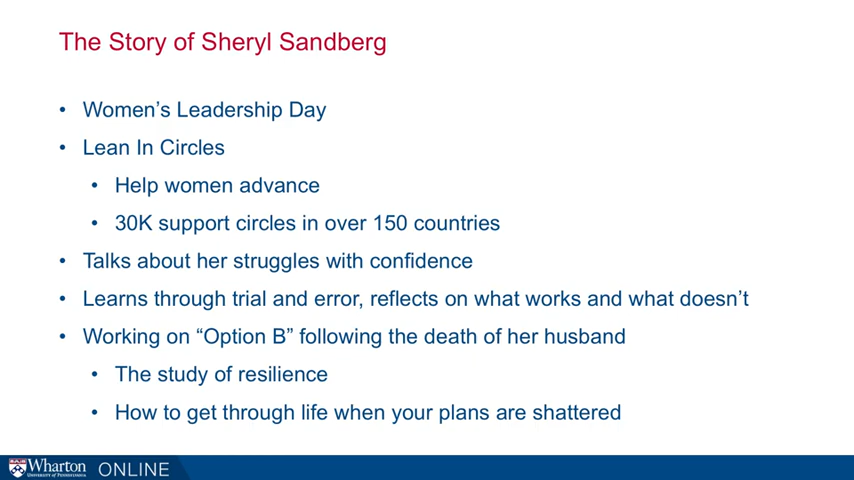 The Story of Sheryl Sandberg
• Women’s Leadership Day
• Lean In Circles
• Help women advance
• 30K support circles in over 150 countries
• Talks about her struggles with confidence
• Learns through trial and error, reflects on what works and what doesn’t
• Working on “Option B” following the death of her husband
• The study of resilience
• How to get through life when your plans are shattered
Wharton ONLINE
UNIVERSITY OF PENNSYLVANIA